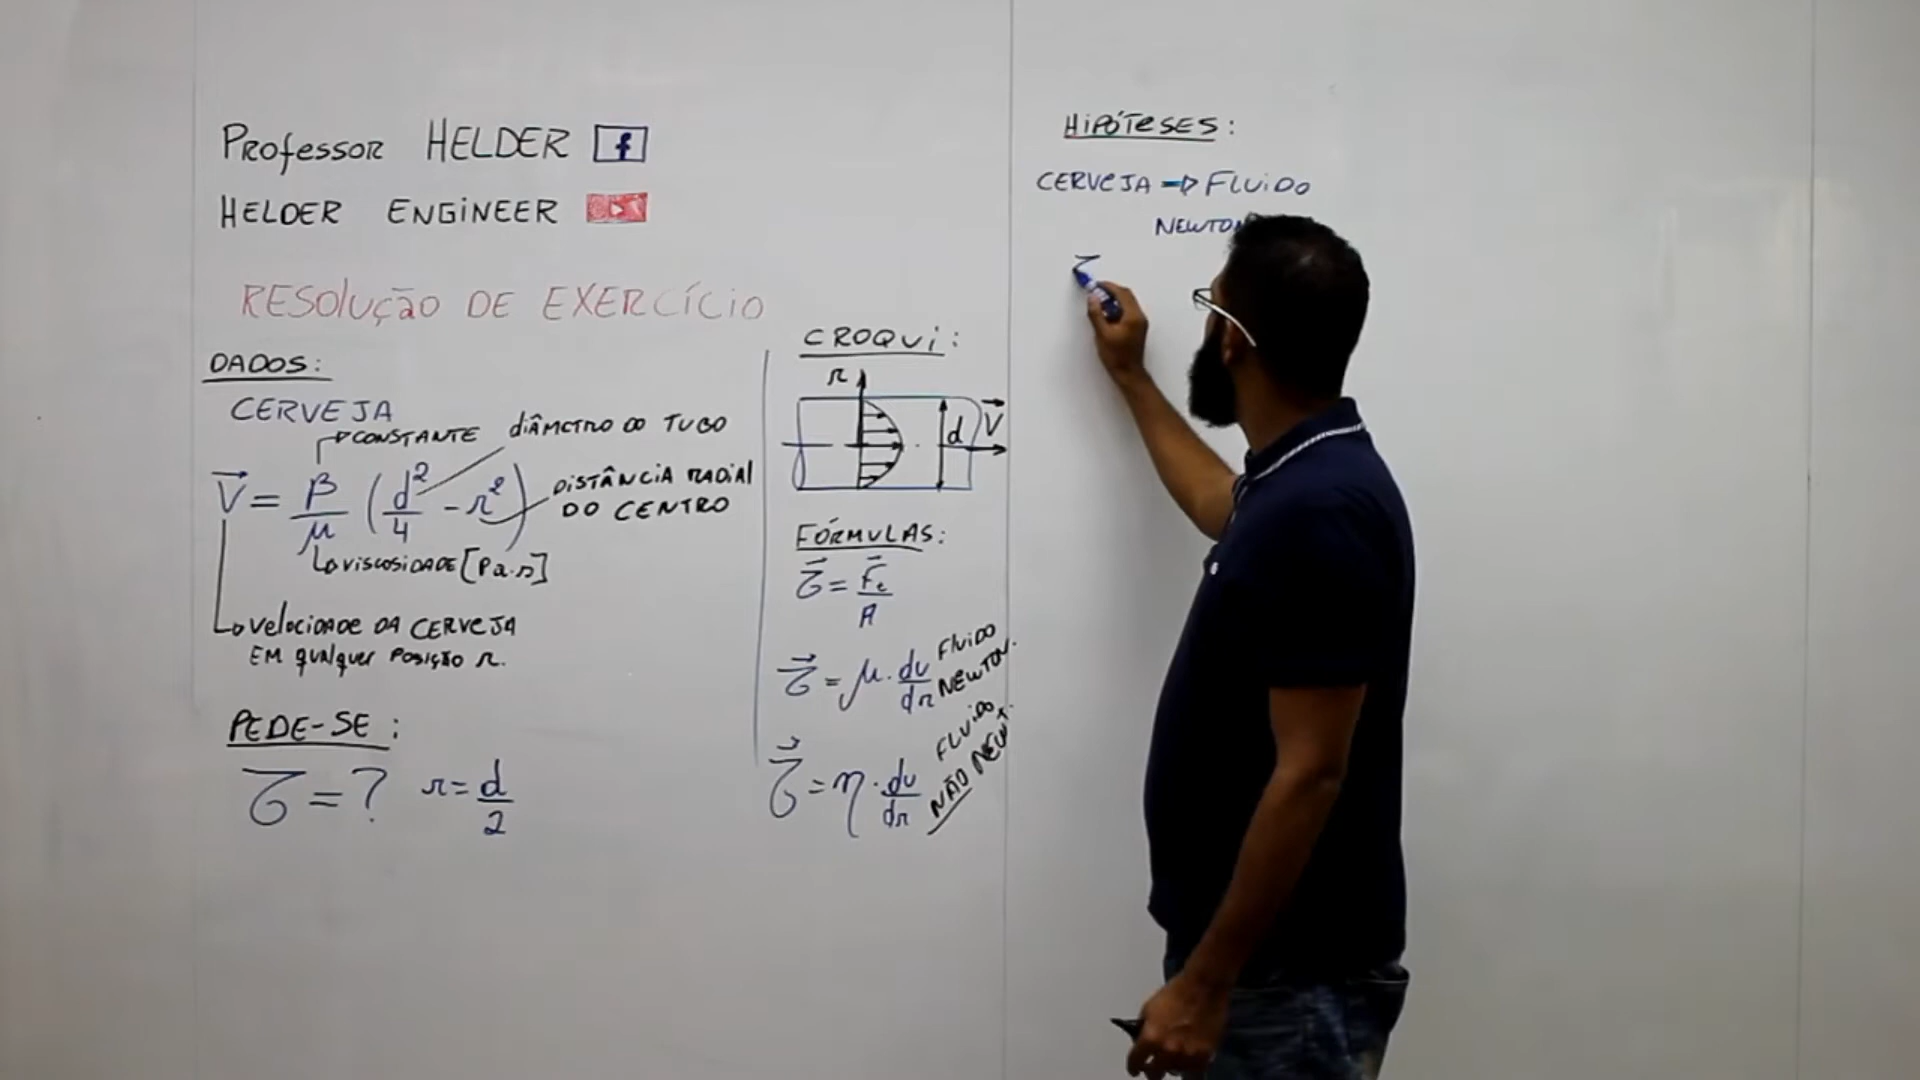 Professor HELDER f
HELDER ENGINEER
RESOLUÇÃO DE EXERCÍCIO
DADOS:
CERVEJA
CONSTANTE
diâmetro do TUBO
V = β/μ (d²/4 - r²)
DISTÂNCIA RADIAL
DO CENTRO
VISCOSIDADE [Pa.s]
Velocidade DA CERVEJA
EM qualquer POSIÇÃO r.
PEDE-SE:
τ = ? r = d/2
CROQUI:
r
d
V
FÓRMULAS:
τ = Ft/A
τ = μ. du/dr FLUIDO
NEWTON.
τ = η. du/dr FLUIDO
NÃO NEWT.
HIPÓTESES:
CERVEJA → FLUIDO
NEWTON
τ